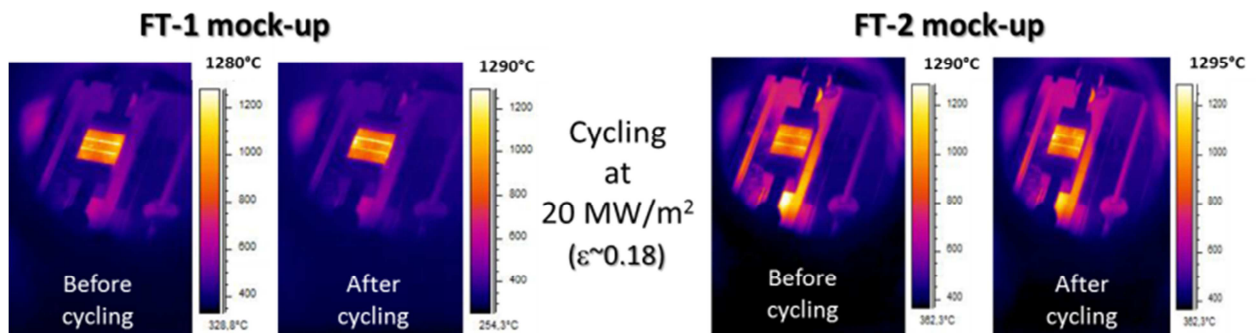 FT-1 mock-up
FT-2 mock-up
1280°C
1200
1000
800
600
400
328,8°C
Before
cycling
1290°C
1200
1000
800
600
400
254,3°C
After
cycling
Cycling
at
20 MW/m²
(ε~0.18)
1290°C
1200
1000
800
600
400
362,3°C
Before
cycling
1295°C
1200
1000
800
600
400
362,3°C
After
cycling